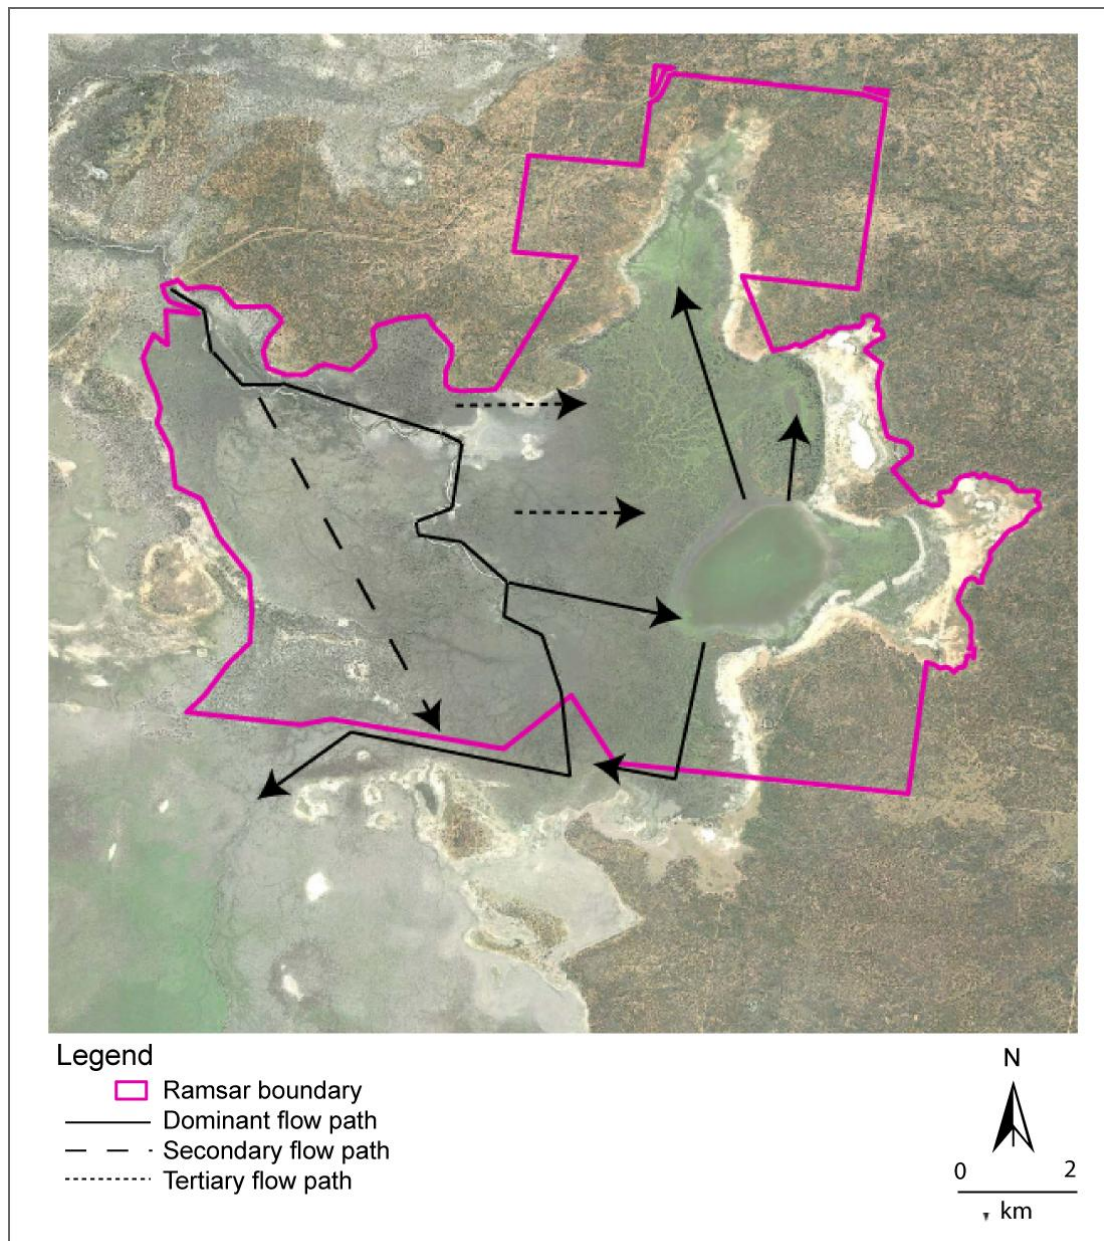 Legend
Ramsar boundary
Dominant flow path
Secondary flow path
Tertiary flow path
N
0 2
km